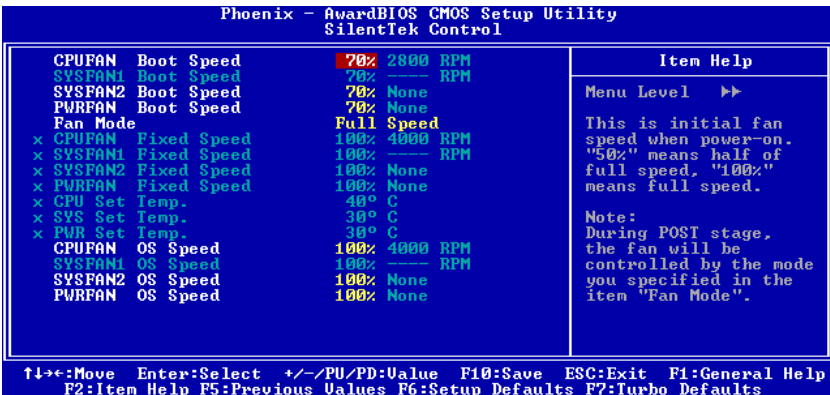 Phoenix - AwardBIOS CMOS Setup Utility
SilentTek Control
CPUFAN Boot Speed 70% 2800 RPM
SYSFAN1 Boot Speed 70% ---- RPM
SYSFAN2 Boot Speed 70% None
PWRFAN Boot Speed 70% None
Fan Mode Full Speed
x CPUFAN Fixed Speed 100% 4000 RPM
x SYSFAN1 Fixed Speed 100% ---- RPM
x SYSFAN2 Fixed Speed 100% None
x PWRFAN Fixed Speed 100% None
x CPU Set Temp. 40º C
x SYS Set Temp. 30º C
x PWR Set Temp. 30º C
CPUFAN OS Speed 100% 4000 RPM
SYSFAN1 OS Speed 100% ---- RPM
SYSFAN2 OS Speed 100% None
PWRFAN OS Speed 100% None
Item Help
Menu Level ▶▶
This is initial fan
speed when power-on.
"50%" means half of
full speed, "100%"
means full speed.
Note:
During POST stage,
the fan will be
controlled by the mode
you specified in the
item "Fan Mode".
↑↓→←:Move Enter:Select +/-/PU/PD:Value F10:Save ESC:Exit F1:General Help
F2:Item Help F5:Previous Values F6:Setup Defaults F7:Turbo Defaults